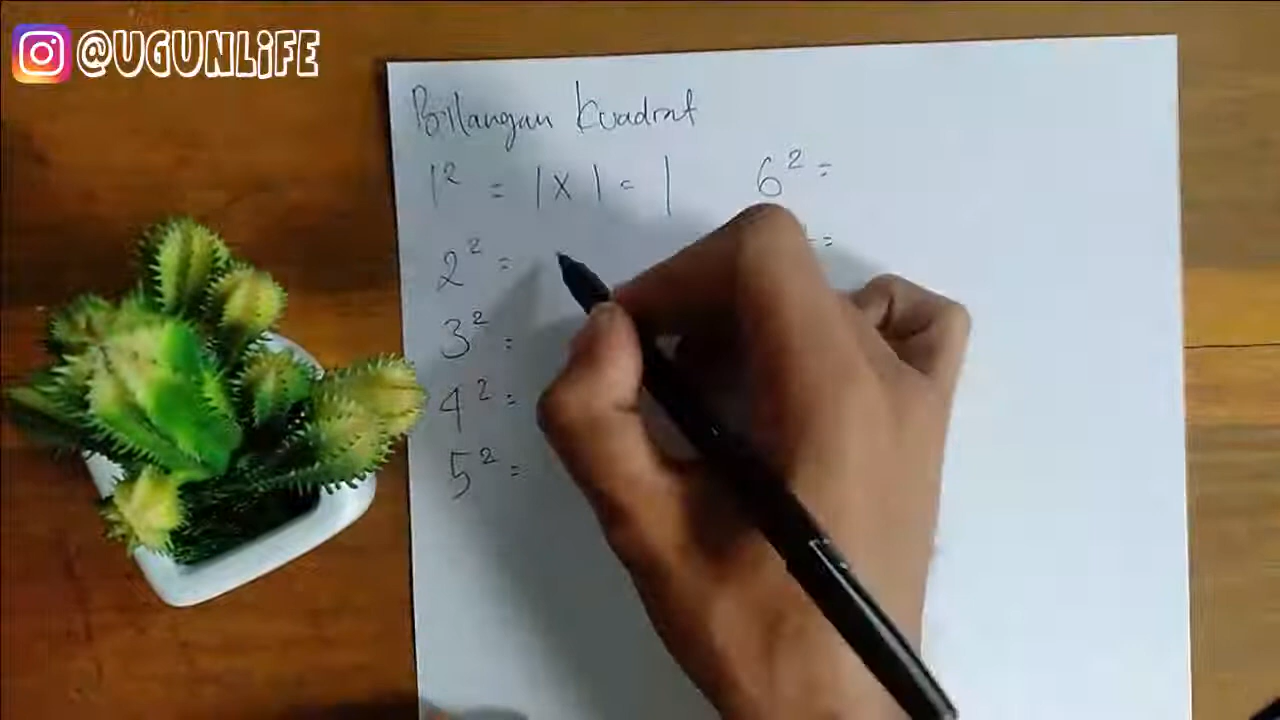 @UGUNLIFE
Bilangan Kuadrat
1² = 1 x 1 = 1
2² =
3² =
4² =
5² =
6² =